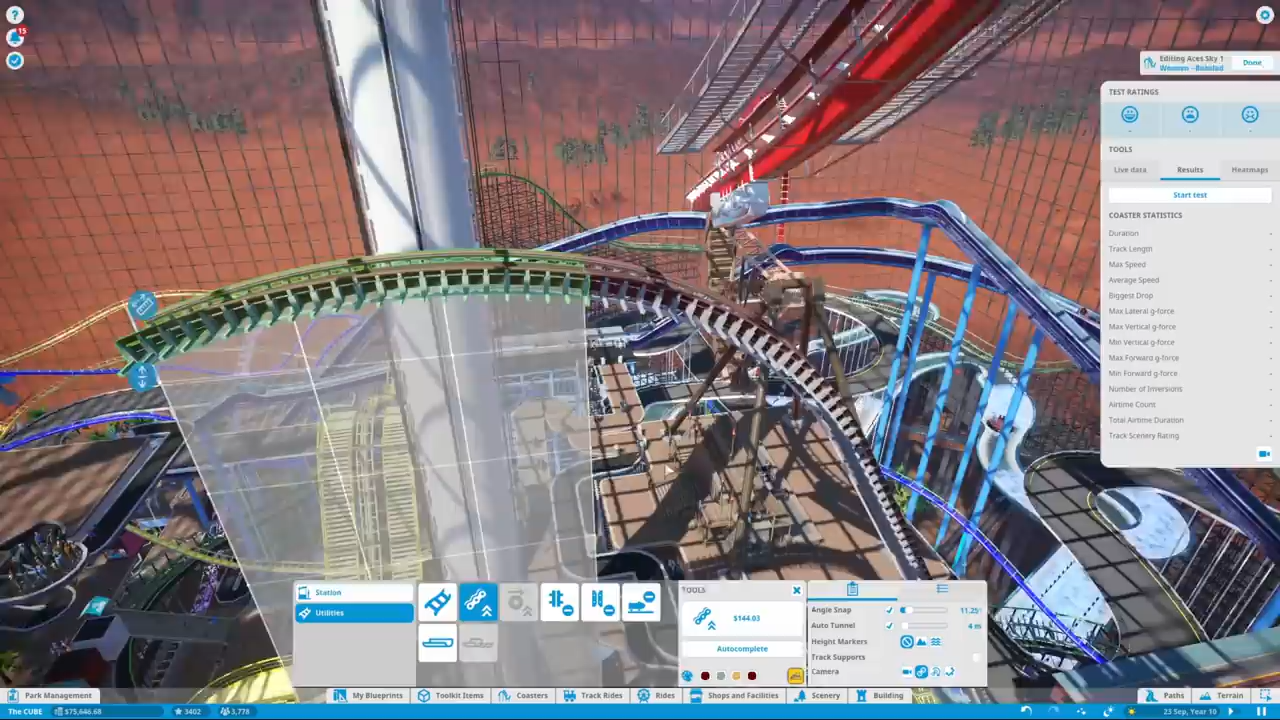 ?
15
Editing Aces Sky 1
Done
TEST RATINGS
- - -
TOOLS
Live data Results Heatmaps
Start test
COASTER STATISTICS
Duration -
Track Length -
Max Speed -
Average Speed -
Biggest Drop -
Max Lateral g-force -
Max Vertical g-force -
Min Vertical g-force -
Max Forward g-force -
Min Forward g-force -
Number of Inversions -
Airtime Count -
Total Airtime Duration -
Track Scenery Rating -
Station
Utilities
TOOLS
$144.03
Autocomplete
Angle Snap 11.25°
Auto Tunnel 4 m
Height Markers
Track Supports
Camera
Park Management My Blueprints Toolkit Items Coasters Track Rides Rides Shops and Facilities Scenery Building Paths Terrain
The CUBE $75,646.68 3402 3,778 23 Sep, Year 10